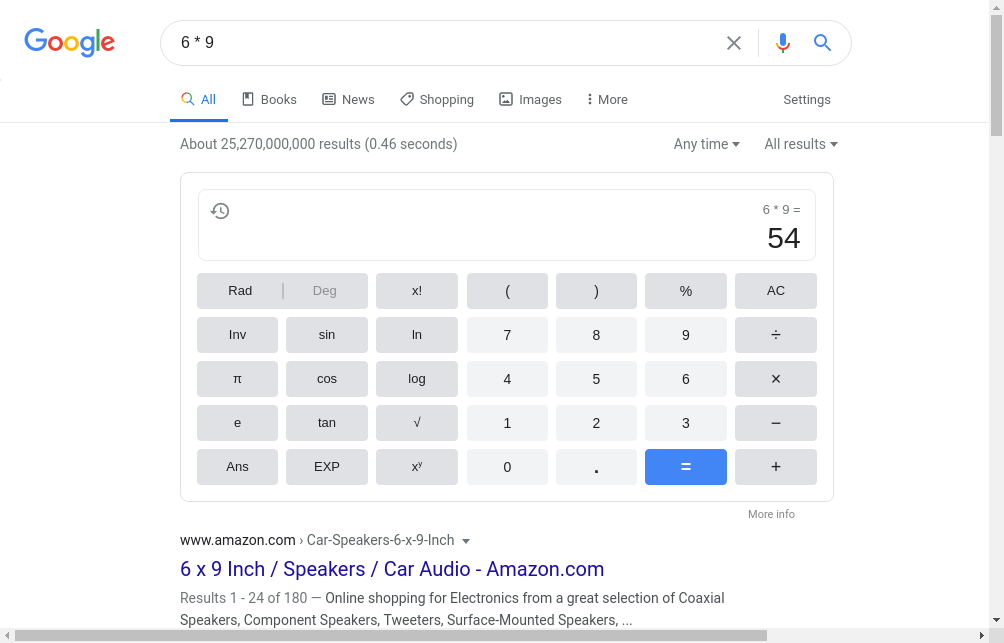 Google
6 * 9
All
Books
News
Shopping
Images
More
Settings
About 25,270,000,000 results (0.46 seconds)
Any time
All results
6 * 9 =
54
Rad
Deg
x!
(
)
%
AC
Inv
sin
ln
7
8
9
÷
π
cos
log
4
5
6
×
e
tan
√
1
2
3
−
Ans
EXP
xʸ
0
.
=
+
More info
www.amazon.com › Car-Speakers-6-x-9-Inch
6 x 9 Inch / Speakers / Car Audio - Amazon.com
Results 1 - 24 of 180 — Online shopping for Electronics from a great selection of Coaxial
Speakers, Component Speakers, Tweeters, Surface-Mounted Speakers, ...